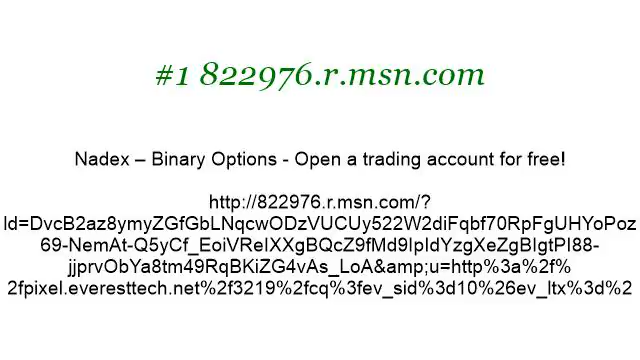 #1 822976.r.msn.com
Nadex – Binary Options - Open a trading account for free!
http://822976.r.msn.com/?
ld=DvcB2az8ymyZGfGbLNqcwODzVUCUy522W2diFqbf70RpFgUHYoPoz
69-NemAt-Q5yCf_EoiVReIXXgBQcZ9fMd9IpIdYzgXeZgBIgtPI88-
jjprvObYa8tm49RqBKiZG4vAs_LoA&amp;u=http%3a%2f%
2fpixel.everesttech.net%2f3219%2fcq%3fev_sid%3d10%26ev_ltx%3d%2